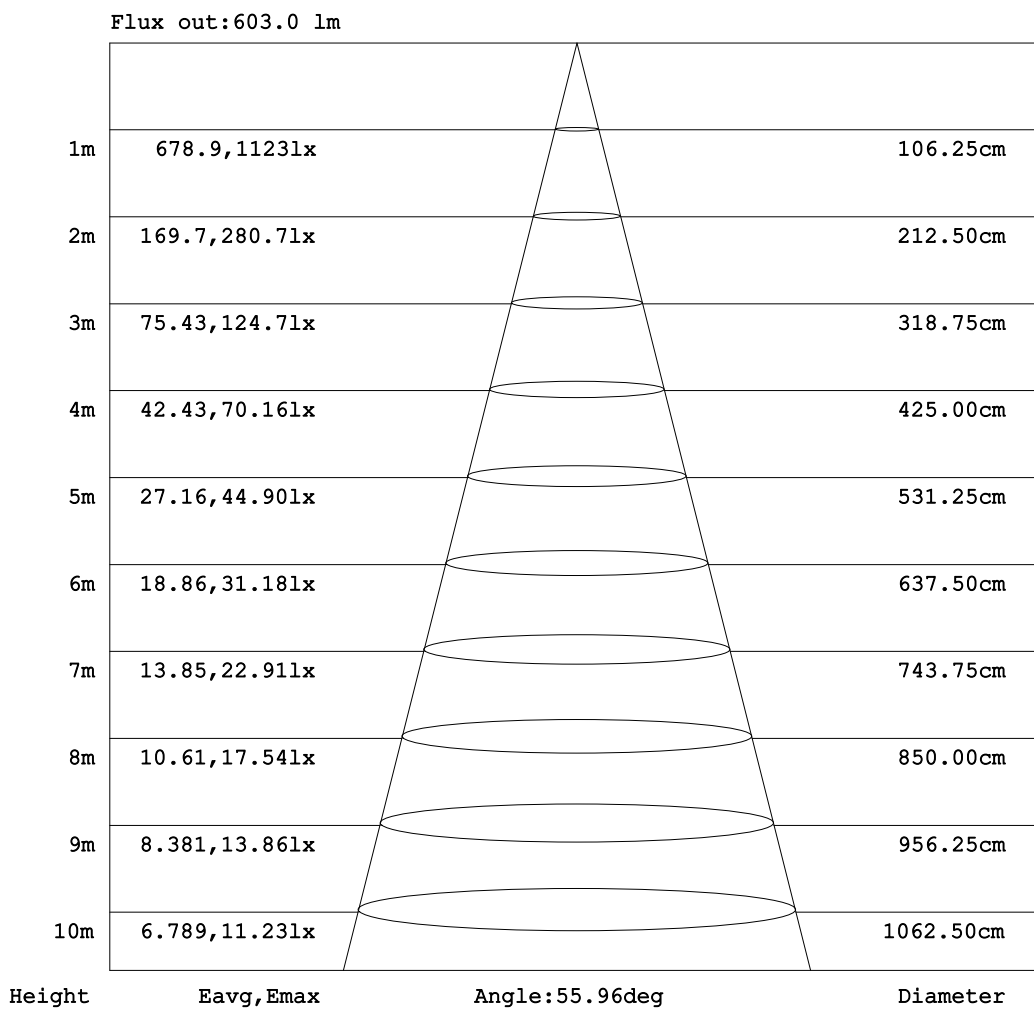 Flux out:603.0 lm
1m 678.9,1123lx 106.25cm
2m 169.7,280.7lx 212.50cm
3m 75.43,124.7lx 318.75cm
4m 42.43,70.16lx 425.00cm
5m 27.16,44.90lx 531.25cm
6m 18.86,31.18lx 637.50cm
7m 13.85,22.91lx 743.75cm
8m 10.61,17.54lx 850.00cm
9m 8.381,13.86lx 956.25cm
10m 6.789,11.23lx 1062.50cm
Height Eavg,Emax Angle:55.96deg Diameter